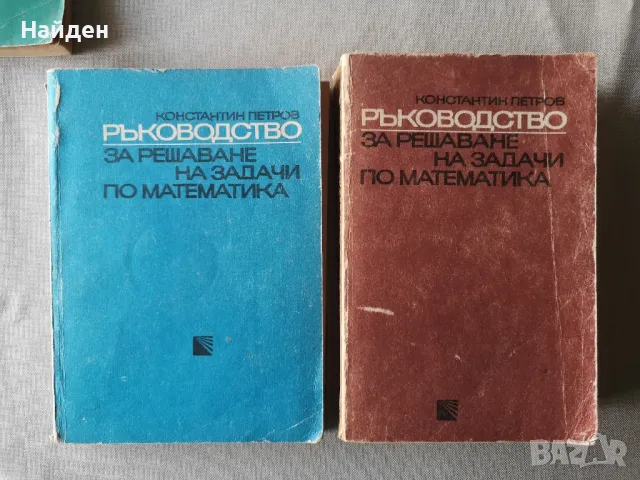 Найден
КОНСТАНТИН ПЕТРОВ
РЪКОВОДСТВО
ЗА РЕШАВАНЕ
НА ЗАДАЧИ
ПО МАТЕМАТИКА
КОНСТАНТИН ПЕТРОВ
РЪКОВОДСТВО
ЗА РЕШАВАНЕ
НА ЗАДАЧИ
ПО МАТЕМАТИКА
BAZAR